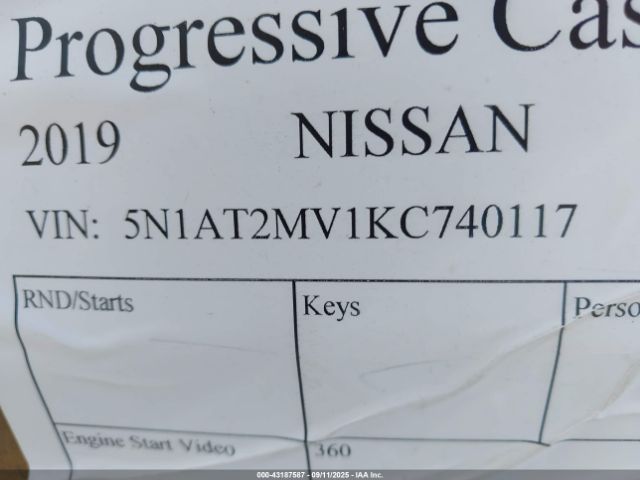 Progressive Cas
2019 NISSAN
VIN: 5N1AT2MV1KC740117
RND/Starts Keys Perso
Engine Start Video 360
000-43187587 - 09/11/2025 - IAA Inc.